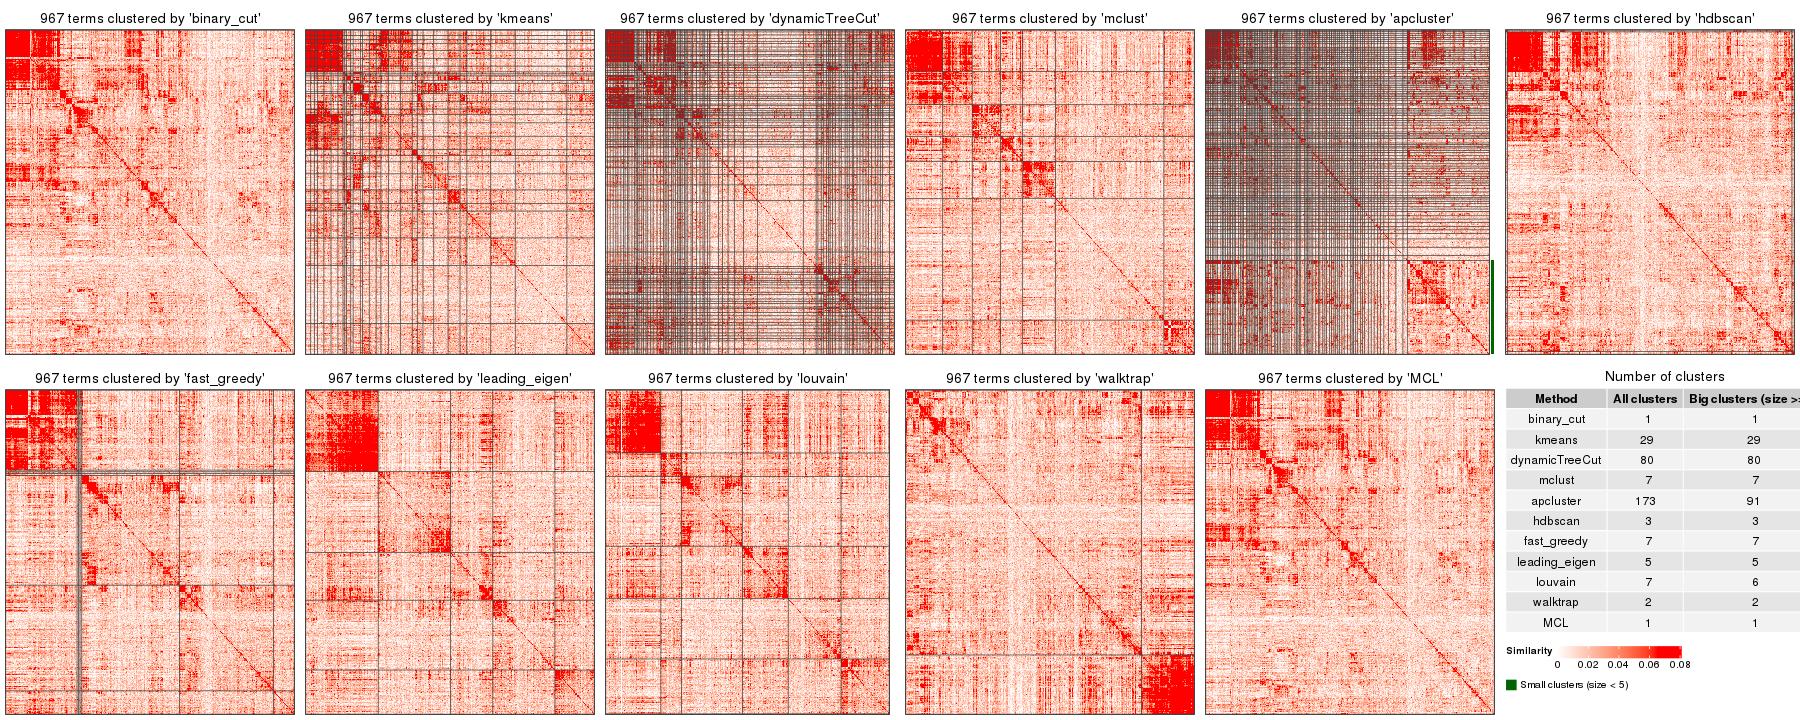 967 terms clustered by 'binary_cut'
967 terms clustered by 'kmeans'
967 terms clustered by 'dynamicTreeCut'
967 terms clustered by 'mclust'
967 terms clustered by 'apcluster'
967 terms clustered by 'hdbscan'
967 terms clustered by 'fast_greedy'
967 terms clustered by 'leading_eigen'
967 terms clustered by 'louvain'
967 terms clustered by 'walktrap'
967 terms clustered by 'MCL'
Number of clusters
Method All clusters Big clusters (size >=
binary_cut 1 1
kmeans 29 29
dynamicTreeCut 80 80
mclust 7 7
apcluster 173 91
hdbscan 3 3
fast_greedy 7 7
leading_eigen 5 5
louvain 7 6
walktrap 2 2
MCL 1 1
Similarity
0 0.02 0.04 0.06 0.08
Small clusters (size < 5)